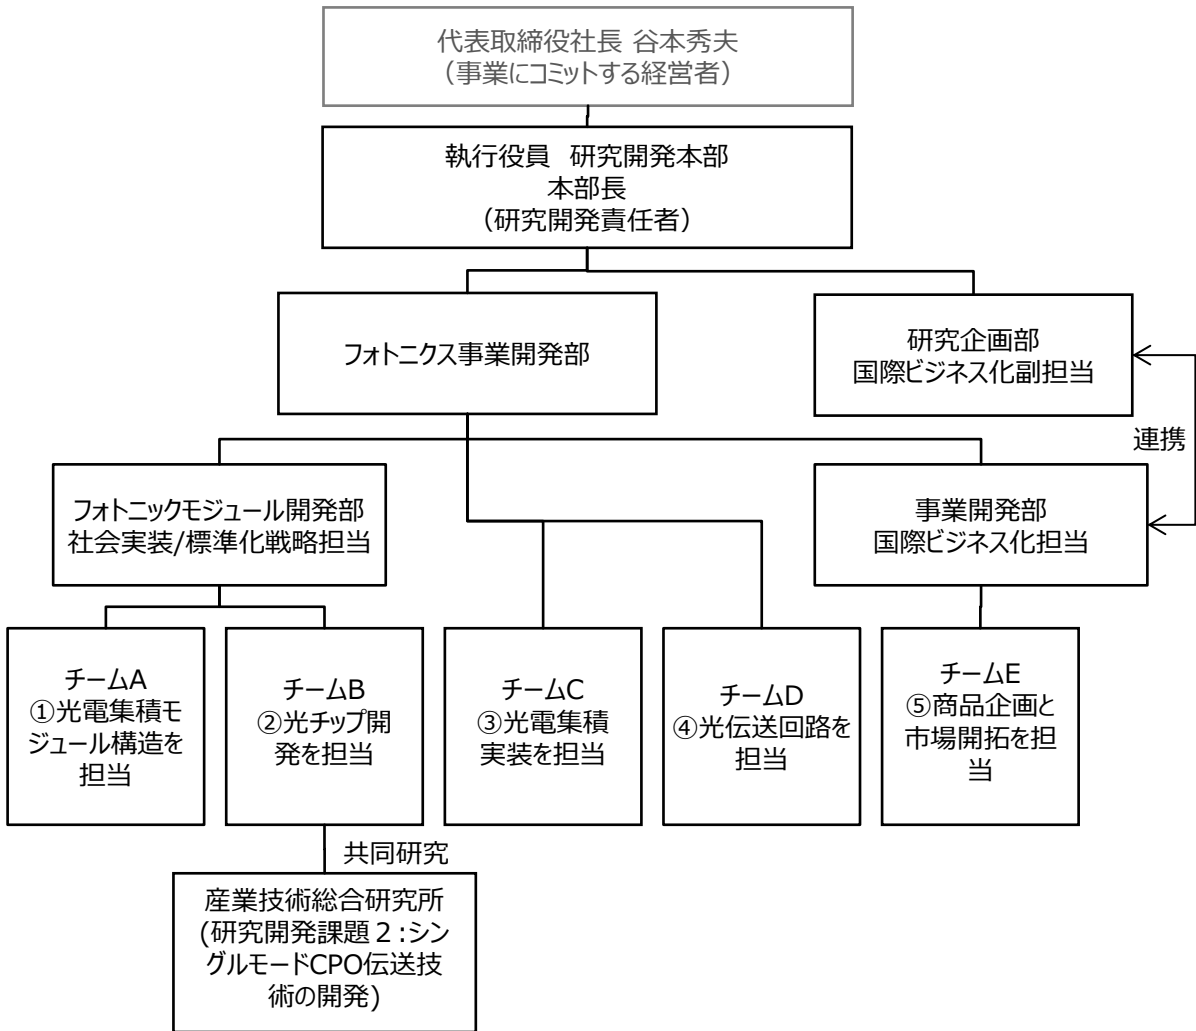 代表取締役社長 谷本秀夫
（事業にコミットする経営者）
執行役員　研究開発本部
本部長
（研究開発責任者）
フォトニクス事業開発部
研究企画部
国際ビジネス化副担当
連携
フォトニックモジュール開発部
社会実装/標準化戦略担当
事業開発部
国際ビジネス化担当
チームA
①光電集積モ
ジュール構造を
担当
チームB
②光チップ開
発を担当
チームC
③光電集積
実装を担当
チームD
④光伝送回路を
担当
チームE
⑤商品企画と
市場開拓を担
当
共同研究
産業技術総合研究所
(研究開発課題２:シン
グルモードCPO伝送技
術の開発)